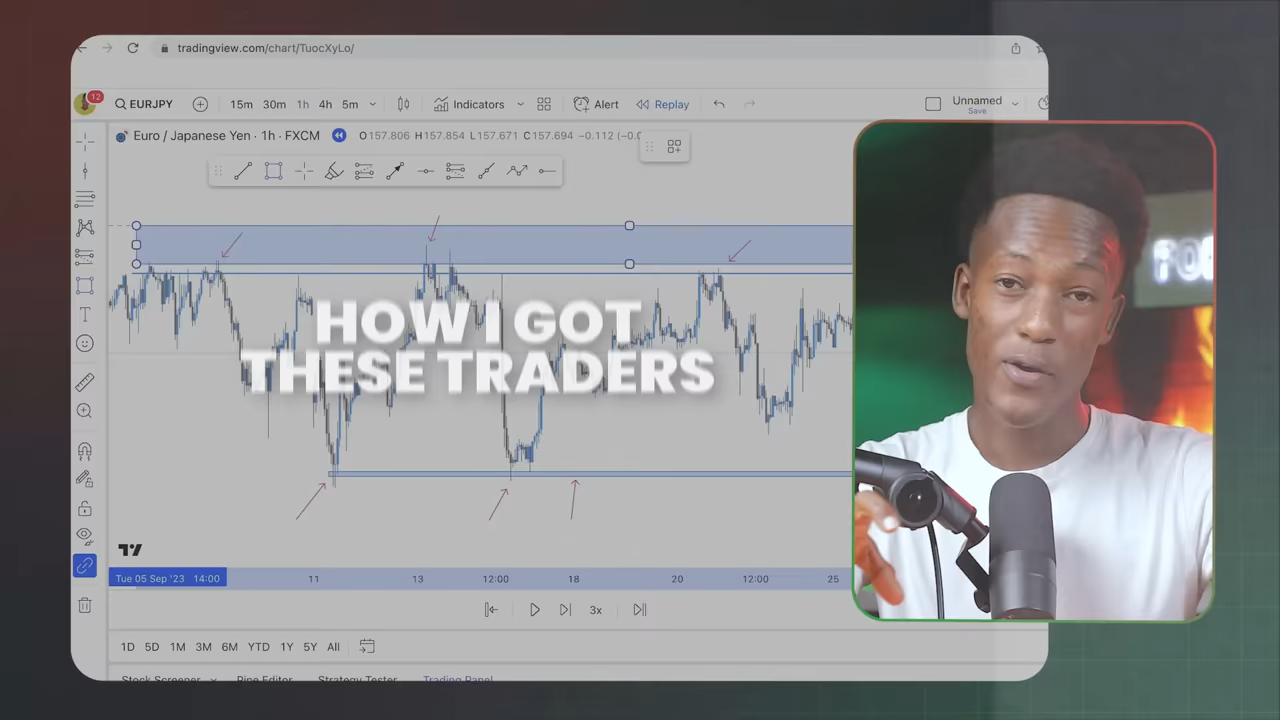 tradingview.com/chart/TuocXyLo/
12
EURJPY
15m 30m 1h 4h 5m
Indicators
Alert
Replay
Unnamed
Save
Euro / Japanese Yen · 1h · FXCM
O157.806 H157.854 L157.671 C157.694 −0.112
HOW I GOT
THESE TRADERS
Tue 05 Sep '23 14:00 11 13 12:00 18 20 12:00 25
3x
1D 5D 1M 3M 6M YTD 1Y 5Y All
Stock Screener Pine Editor Strategy Tester Trading Panel